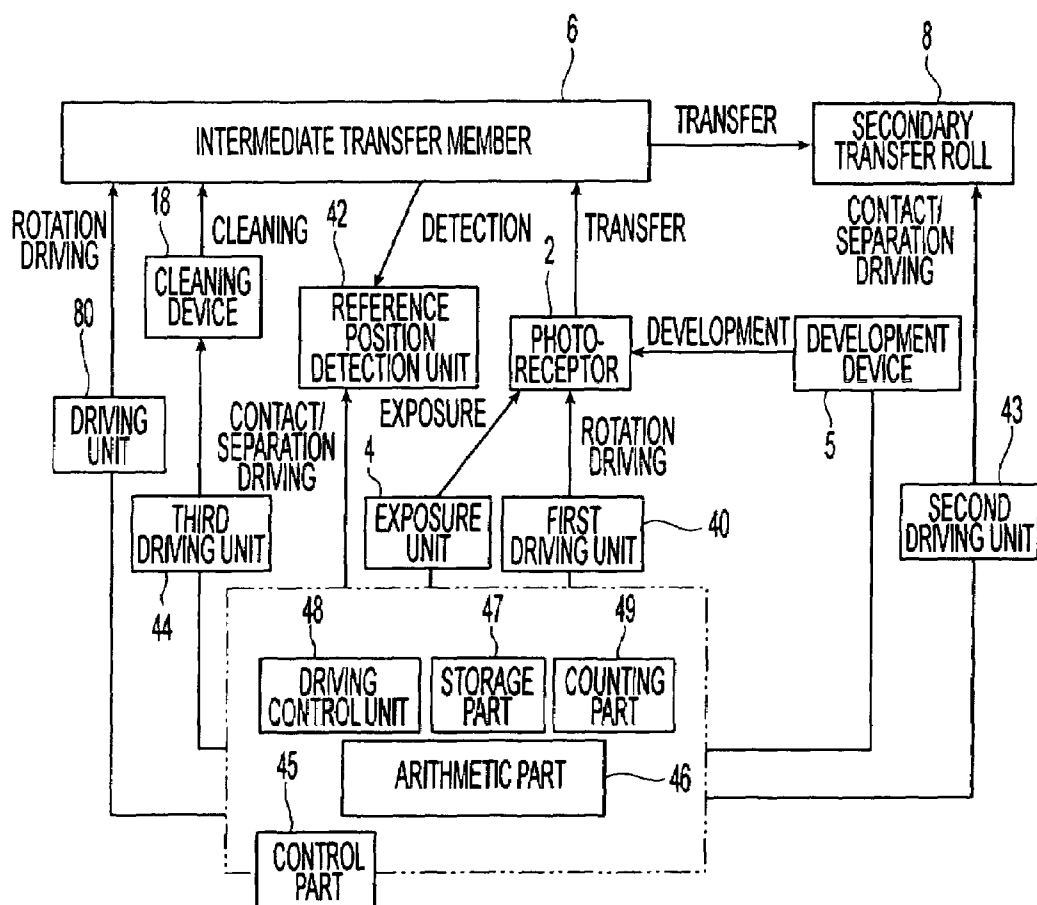 6
8
INTERMEDIATE TRANSFER MEMBER
TRANSFER
SECONDARY
TRANSFER ROLL
ROTATION
DRIVING
18
CLEANING
42
DETECTION
TRANSFER
CONTACT/
SEPARATION
DRIVING
CLEANING
DEVICE
2
80
REFERENCE
POSITION
DETECTION UNIT
PHOTO-
RECEPTOR
DEVELOPMENT
DEVELOPMENT
DEVICE
DRIVING
UNIT
CONTACT/
SEPARATION
DRIVING
EXPOSURE
4
ROTATION
DRIVING
5
43
THIRD
DRIVING UNIT
EXPOSURE
UNIT
FIRST
DRIVING UNIT
40
SECOND
DRIVING UNIT
44
48
47
49
DRIVING
CONTROL UNIT
STORAGE
PART
COUNTING
PART
45
ARITHMETIC PART
46
CONTROL
PART